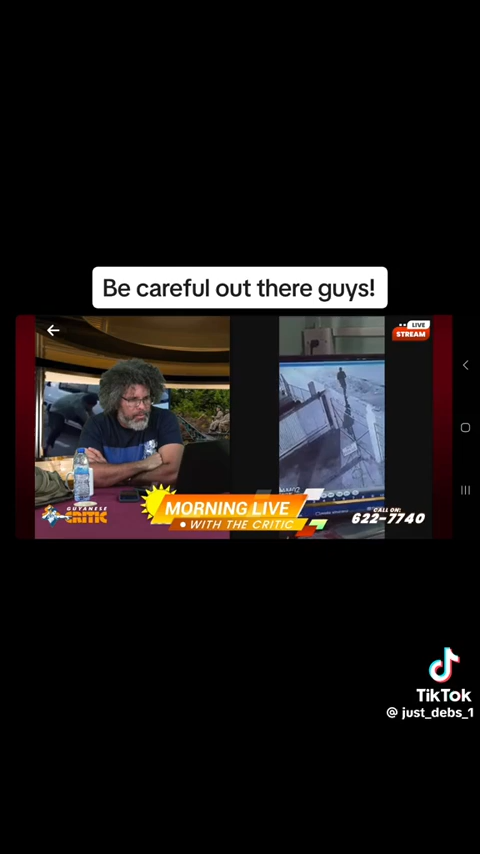 Be careful out there guys!
LIVE
STREAM
GUYANESE
CRITIC
MORNING LIVE
• WITH THE CRITIC
CALL ON:
622-7740
TikTok
@ just_debs_1